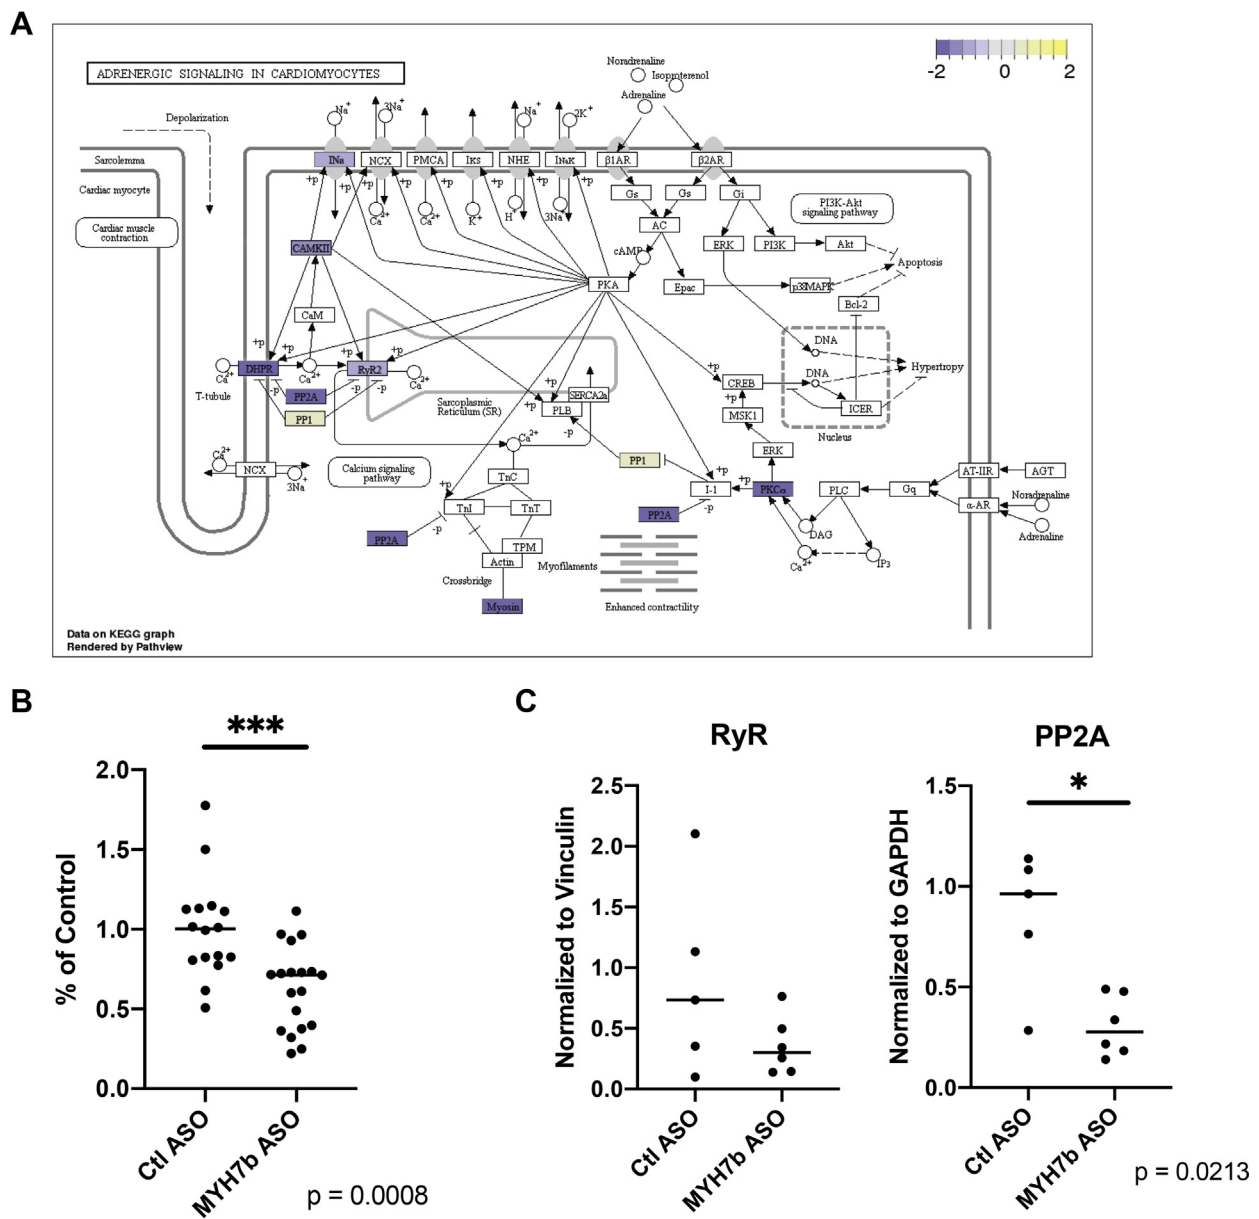 A
ADRENERGIC SIGNALING IN CARDIOMYOCYTES
-2 0 2
Noradrenaline
Isoproterenol
Adrenaline
Depolarization
Na+ 3Na+ Na+ 2K+
Sarcolemma
INa NCX PMCA IKS NHE INaK β1AR β2AR
+p +p +p +p +p +p +p
Cardiac myocyte
Ca2+ Ca2+ K+ H+ 3Na+
Gs Gs Gi
PI3K-Akt
signaling pathway
Cardiac muscle
contraction
AC
CAMKII
cAMP
ERK PI3K Akt
Apoptosis
PKA
Epac
p38MAPK
Bcl-2
CaM
+p +p +p +p
DNA
DHPR
RyR2
Ca2+ Ca2+ Ca2+
Hypertropy
DNA
CREB
+p
T-tubule
PP2A
-p -p -p
PP1
Sarcoplasmic
Reticulum (SR)
+p +p
SERCA2a
PLB
-p
+p
MSK1
ICER
Nucleus
Ca2+
ERK
NCX
Ca2+
3Na+
Calcium signaling
pathway
PP1
TnC
+p
+p
+p
I-1
-p
PKCα
PLC
Gq
AT-IIR
AGT
Noradrenaline
α-AR
Adrenaline
TnI
TnT
-p
PP2A
PP2A
DAG
TPM
Actin
Myofilaments
Ca2+
IP3
Crossbridge
Myosin
Enhanced contractility
Data on KEGG graph
Rendered by Pathview
B
***
% of Control
2.0
1.5
1.0
0.5
0.0
Ctl ASO
MYH7b ASO
p = 0.0008
C
RyR
Normalized to Vinculin
2.5
2.0
1.5
1.0
0.5
0.0
Ctl ASO
MYH7b ASO
PP2A
*
Normalized to GAPDH
1.5
1.0
0.5
0.0
Ctl ASO
MYH7b ASO
p = 0.0213